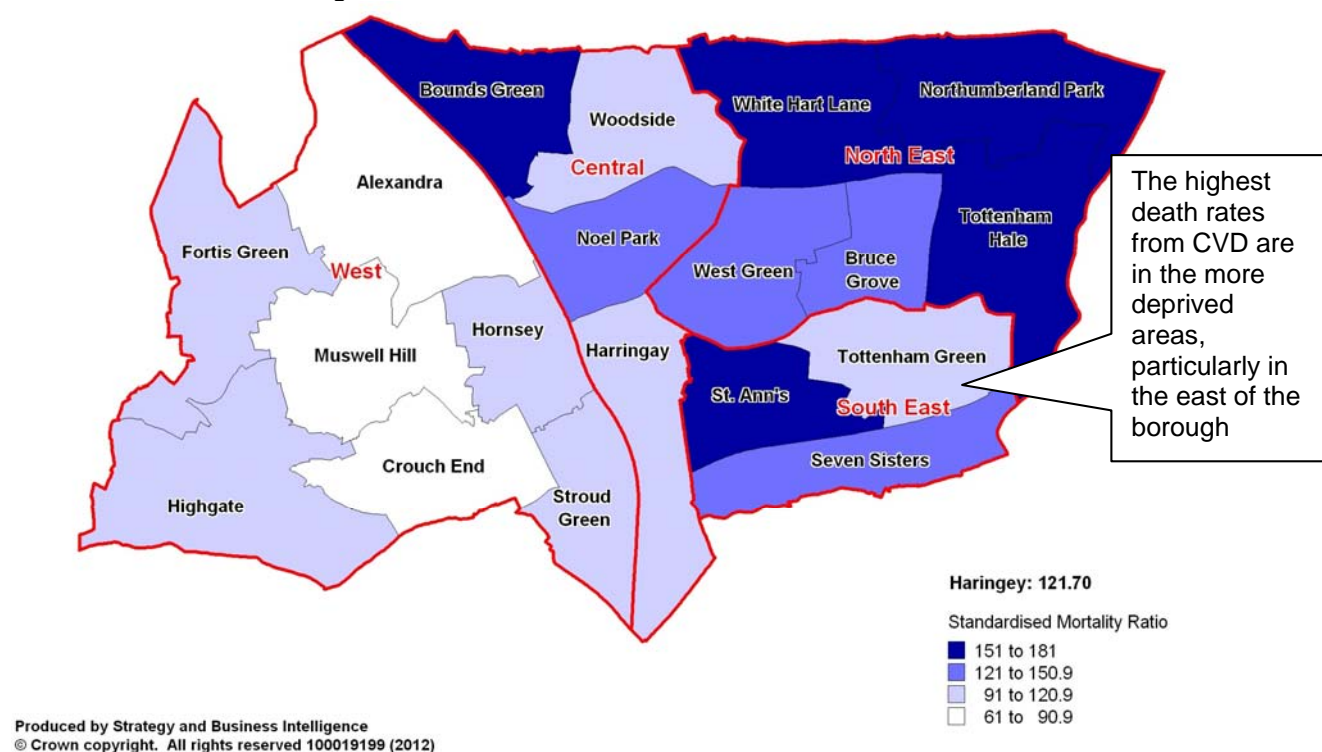 Bounds Green
Woodside
White Hart Lane
Northumberland Park
Central
North East
Alexandra
Tottenham
Hale
Noel Park
Fortis Green
West
West Green
Bruce
Grove
Hornsey
Muswell Hill
Harringay
Tottenham Green
St. Ann's
South East
Crouch End
Seven Sisters
Highgate
Stroud
Green
The highest
death rates
from CVD are
in the more
deprived
areas,
particularly in
the east of the
borough
Haringey: 121.70
Standardised Mortality Ratio
151 to 181
121 to 150.9
91 to 120.9
61 to 90.9
Produced by Strategy and Business Intelligence
© Crown copyright. All rights reserved 100019199 (2012)